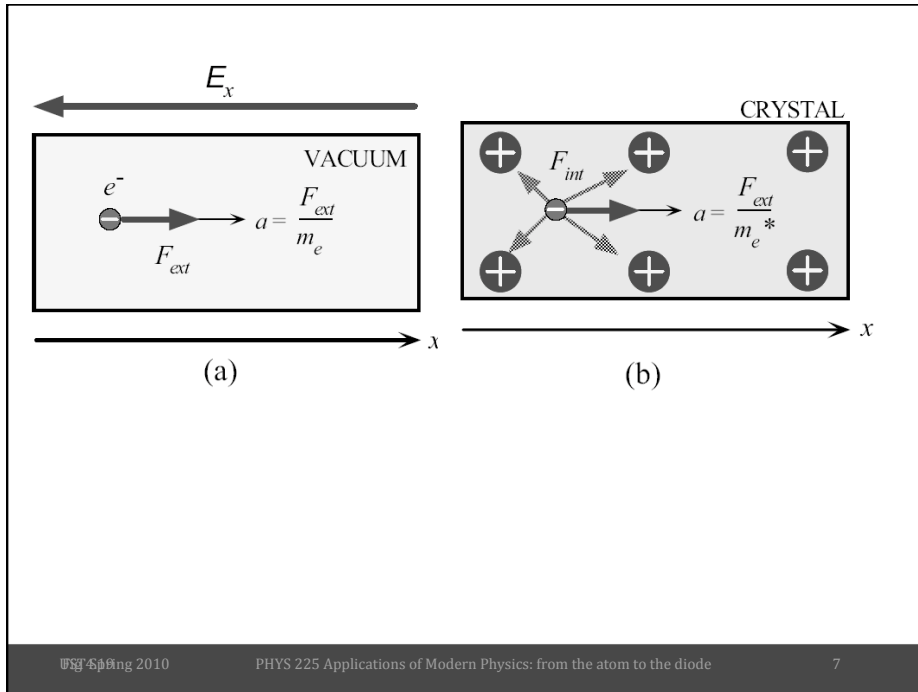 E_x
VACUUM
e^-
a = F_ext / m_e
F_ext
x
(a)
CRYSTAL
F_int
a = F_ext / m_e*
x
(b)
Spring 2010
PHYS 225 Applications of Modern Physics: from the atom to the diode
7